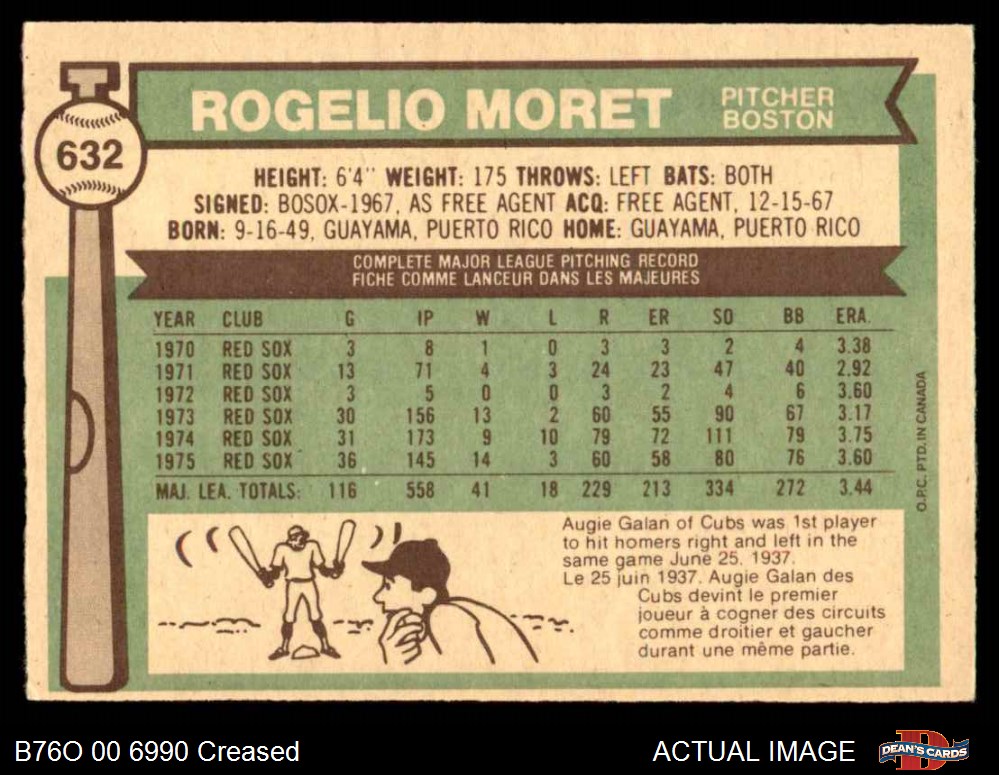 632
ROGELIO MORET
PITCHER
BOSTON
HEIGHT: 6'4" WEIGHT: 175 THROWS: LEFT BATS: BOTH
SIGNED: BOSOX-1967, AS FREE AGENT ACQ: FREE AGENT, 12-15-67
BORN: 9-16-49, GUAYAMA, PUERTO RICO HOME: GUAYAMA, PUERTO RICO
COMPLETE MAJOR LEAGUE PITCHING RECORD
FICHE COMME LANCEUR DANS LES MAJEURES
YEAR CLUB G IP W L R ER SO BB ERA.
1970 RED SOX 3 8 1 0 3 3 2 4 3.38
1971 RED SOX 13 71 4 3 24 23 47 40 2.92
1972 RED SOX 3 5 0 0 3 2 4 6 3.60
1973 RED SOX 30 156 13 2 60 55 90 67 3.17
1974 RED SOX 31 173 9 10 79 72 111 79 3.75
1975 RED SOX 36 145 14 3 60 58 80 76 3.60
MAJ. LEA. TOTALS: 116 558 41 18 229 213 334 272 3.44
O.P.C. PTD. IN CANADA
Augie Galan of Cubs was 1st player
to hit homers right and left in the
same game June 25. 1937.
Le 25 juin 1937. Augie Galan des
Cubs devint le premier
joueur à cogner des circuits
comme droitier et gaucher
durant une même partie.
B76O 00 6990 Creased
ACTUAL IMAGE
DEAN'S CARDS